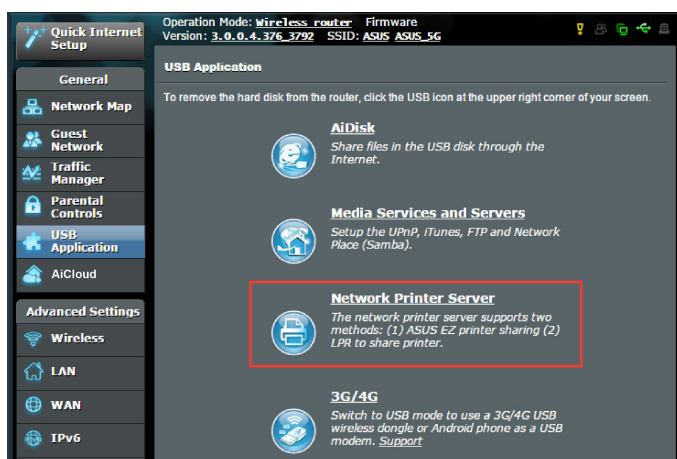 Quick Internet
Setup
General
Network Map
Guest
Network
Traffic
Manager
Parental
Controls
USB
Application
AiCloud
Advanced Settings
Wireless
LAN
WAN
IPv6
Operation Mode: Wireless router Firmware
Version: 3.0.0.4.376_3792 SSID: ASUS ASUS_5G
USB Application
To remove the hard disk from the router, click the USB icon at the upper right corner of your screen.
AiDisk
Share files in the USB disk through the
Internet.
Media Services and Servers
Setup the UPnP, iTunes, FTP and Network
Place (Samba).
Network Printer Server
The network printer server supports two
methods: (1) ASUS EZ printer sharing (2)
LPR to share printer.
3G/4G
Switch to USB mode to use a 3G/4G USB
wireless dongle or Android phone as a USB
modem. Support